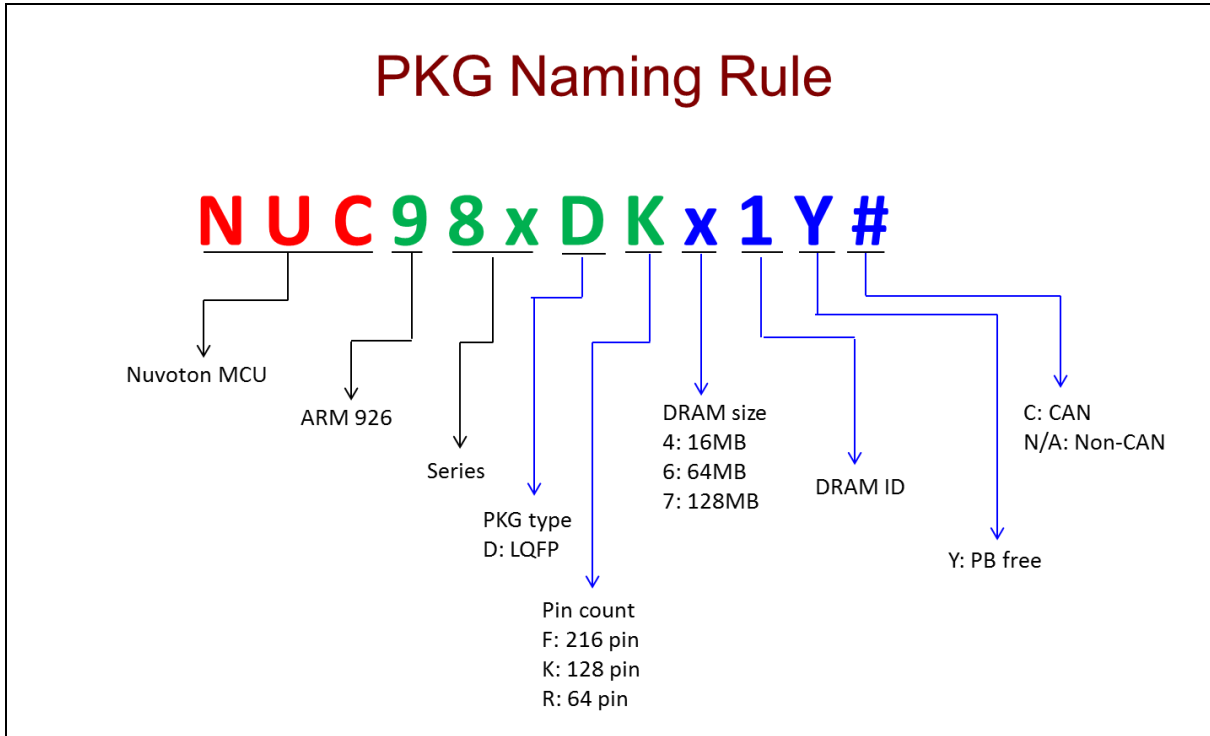 PKG Naming Rule
NUC98xDKx1Y#
Nuvoton MCU
ARM 926
Series
PKG type
D: LQFP
Pin count
F: 216 pin
K: 128 pin
R: 64 pin
DRAM size
4: 16MB
6: 64MB
7: 128MB
DRAM ID
Y: PB free
C: CAN
N/A: Non-CAN